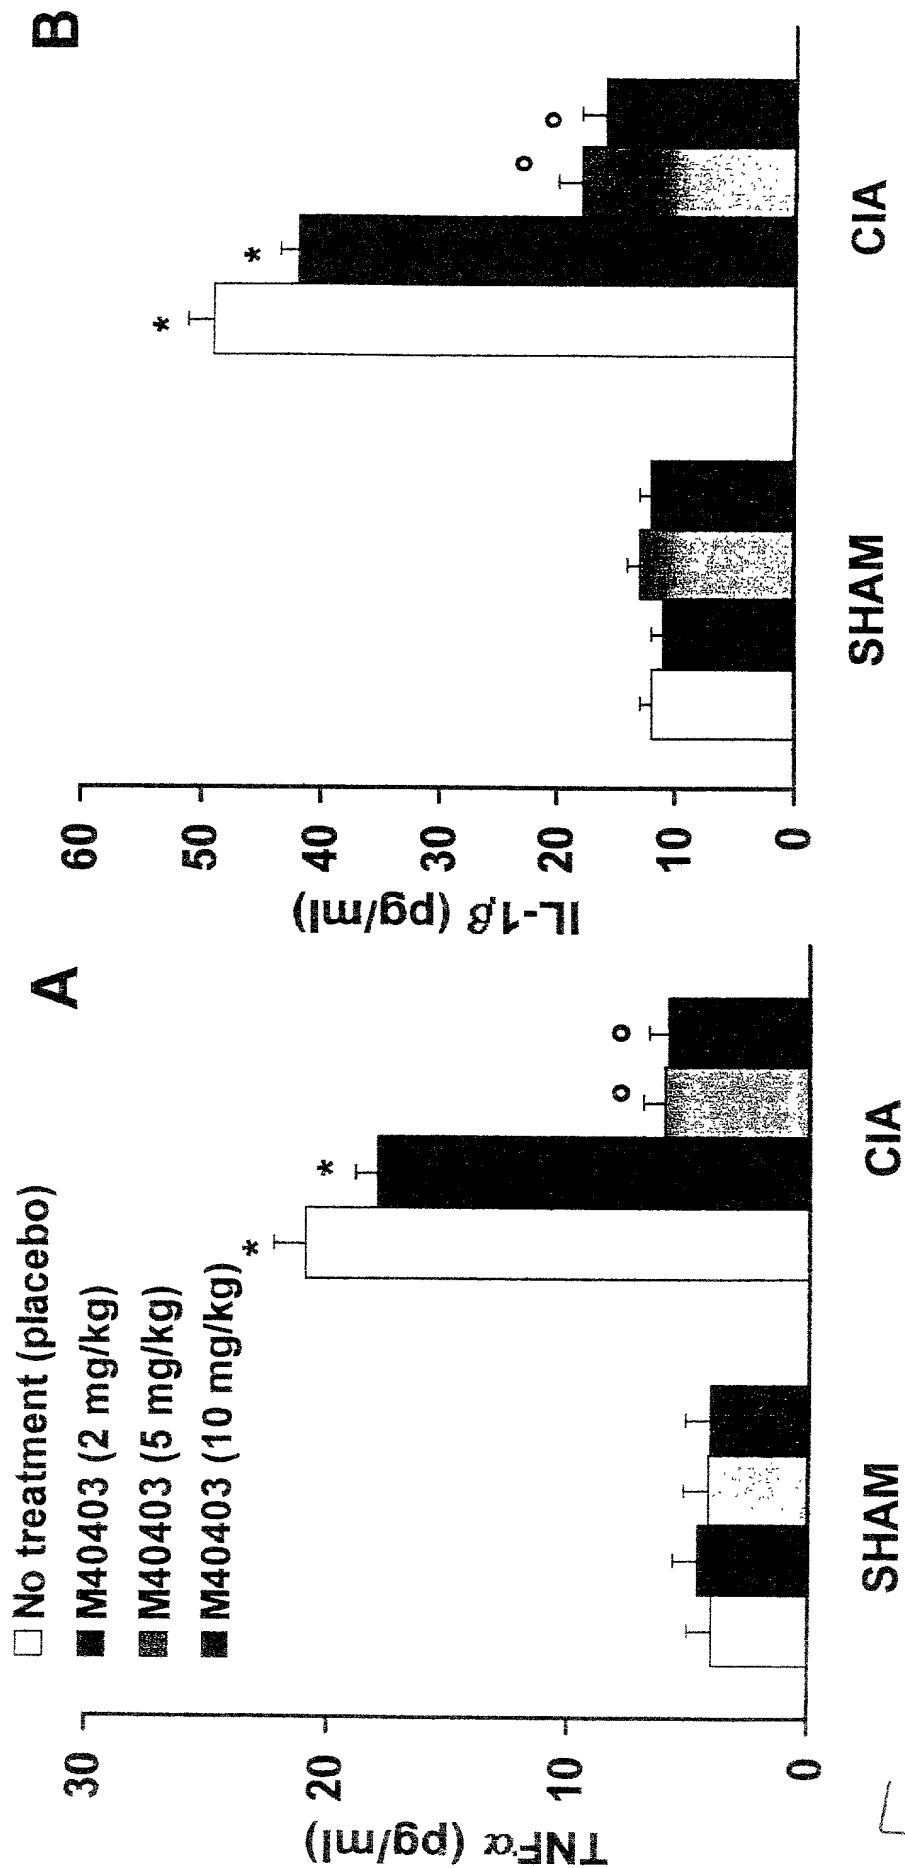 A
No treatment (placebo)
M40403 (2 mg/kg)
M40403 (5 mg/kg)
M40403 (10 mg/kg)
TNFα (pg/ml)
30
20
10
0
* * o o
SHAM CIA
B
IL-1β (pg/ml)
60
50
40
30
20
10
0
* * o o
SHAM CIA